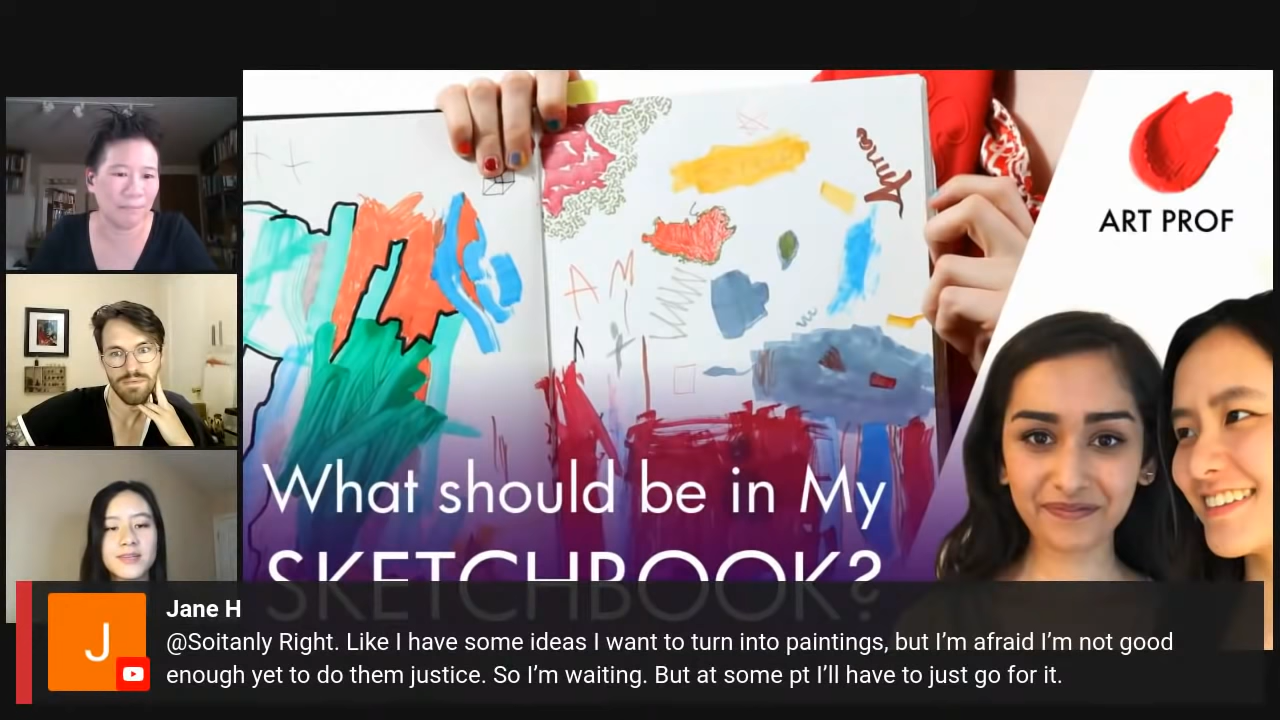 Anna
ART PROF
A M
What should be in My
SKETCHBOOK?
J
Jane H
@Soitanly Right. Like I have some ideas I want to turn into paintings, but I’m afraid I’m not good
enough yet to do them justice. So I’m waiting. But at some pt I’ll have to just go for it.